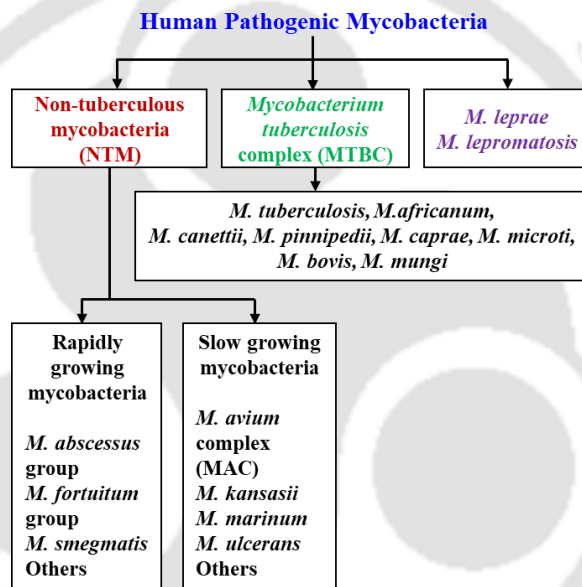 Human Pathogenic Mycobacteria
Non-tuberculous
mycobacteria
(NTM)
Mycobacterium
tuberculosis
complex (MTBC)
M. leprae
M. lepromatosis
M. tuberculosis, M.africanum,
M. canettii, M. pinnipedii, M. caprae, M. microti,
M. bovis, M. mungi
Rapidly
growing
mycobacteria
M. abscessus
group
M. fortuitum
group
M. smegmatis
Others
Slow growing
mycobacteria
M. avium
complex
(MAC)
M. kansasii
M. marinum
M. ulcerans
Others